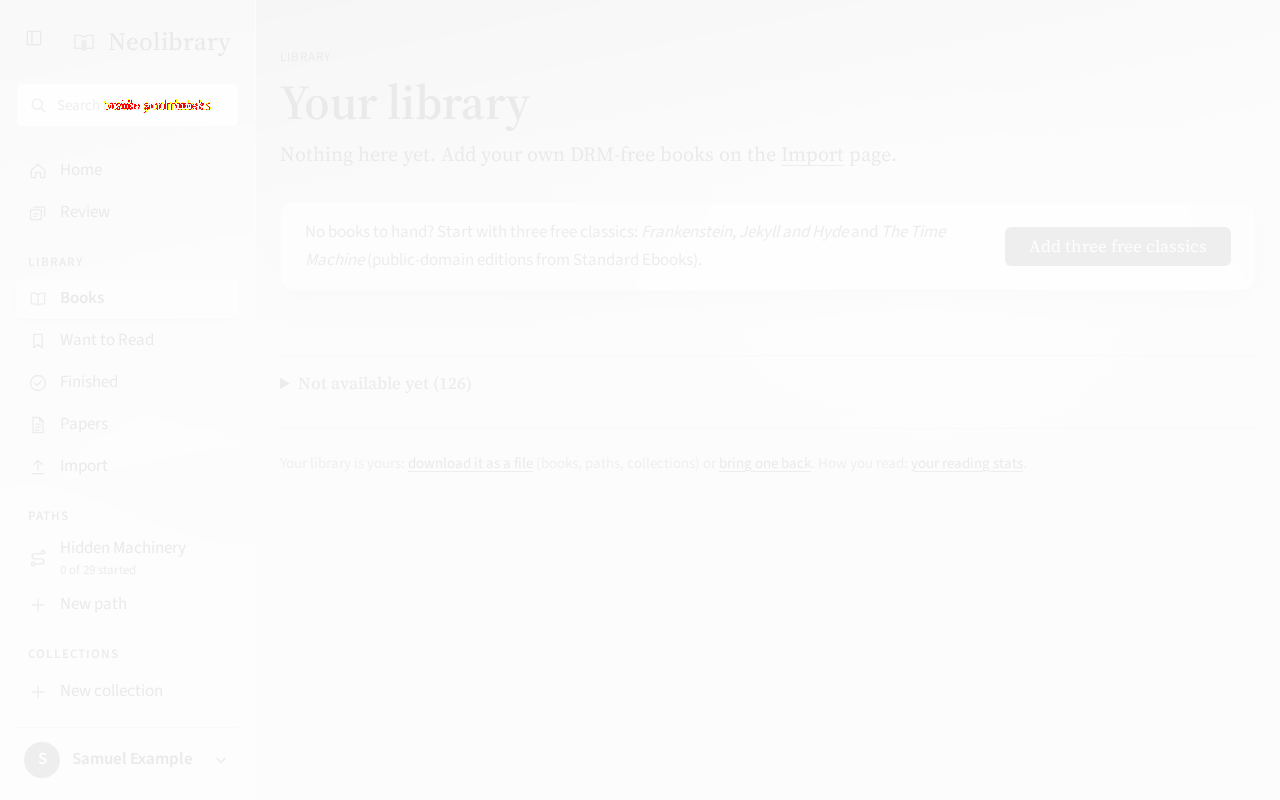 Neolibrary
Search
Home
Review
LIBRARY
Books
Want to Read
Finished
Papers
Import
PATHS
Hidden Machinery
0 of 29 started
New path
COLLECTIONS
New collection
S
Samuel Example
LIBRARY
Your library
Nothing here yet. Add your own DRM-free books on the Import page.
No books to hand? Start with three free classics: Frankenstein, Jekyll and Hyde and The Time
Machine (public-domain editions from Standard Ebooks).
Add three free classics
Not available yet (126)
Your library is yours: download it as a file (books, paths, collections) or bring one back. How you read: your reading stats.